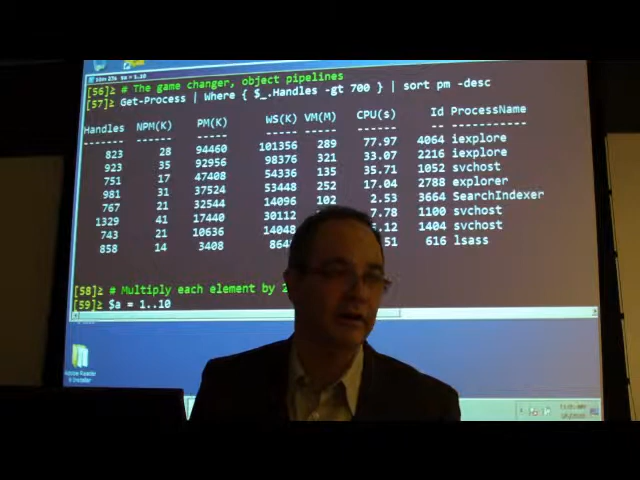 [56]≥ # The game changer, object pipelines
[57]≥ Get-Process | Where { $_.Handles -gt 700 } | sort pm -desc
Handles NPM(K) PM(K) WS(K) VM(M) CPU(s) Id ProcessName
------- ------ ----- ----- ----- ------ -- -----------
823 28 94460 101356 289 77.97 4064 iexplore
923 35 92956 98376 321 33.07 2216 iexplore
751 17 47408 54336 135 35.71 1052 svchost
981 31 37524 53448 252 17.04 2788 explorer
767 21 32544 14096 102 2.53 3664 SearchIndexer
1329 41 17440 30112 7.78 1100 svchost
743 21 10636 14048 .12 1404 svchost
858 14 3408 864 51 616 lsass
[58]≥ # Multiply each element by 2
[59]≥ $a = 1..10